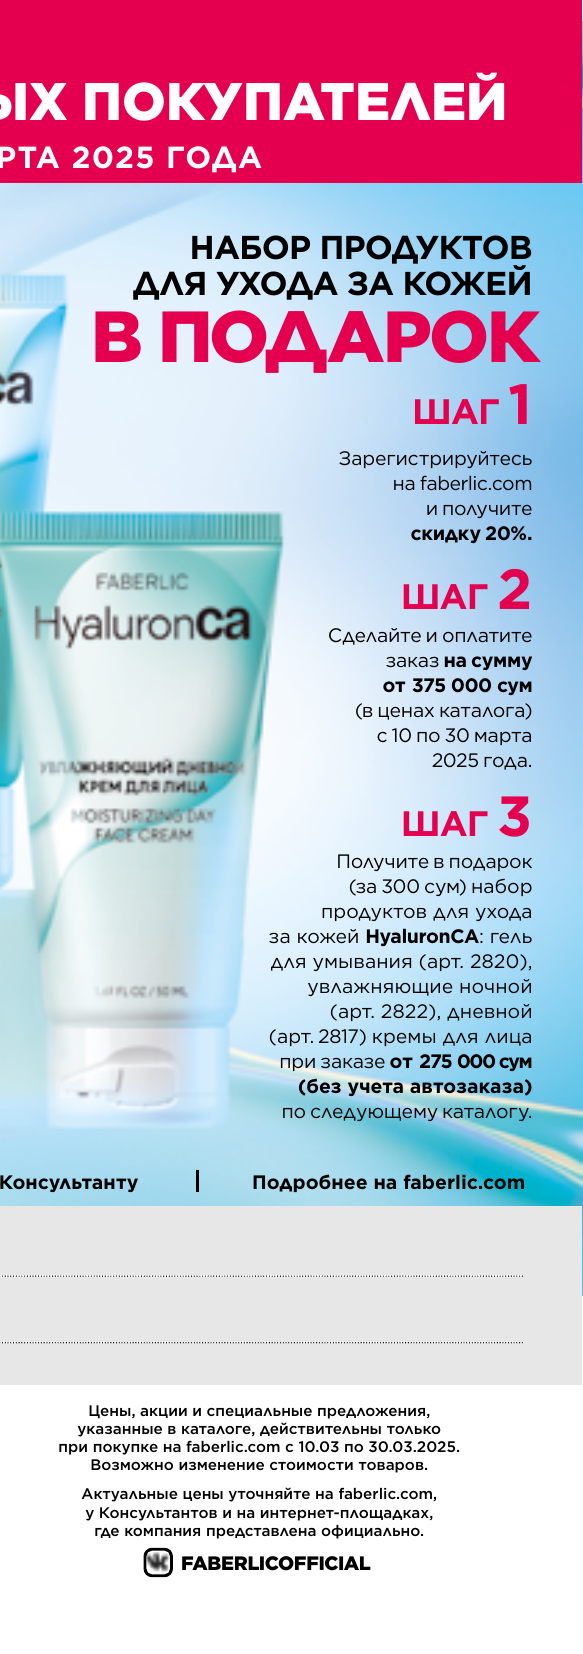 ЫХ ПОКУПАТЕЛЕЙ
РТА 2025 ГОДА
НАБОР ПРОДУКТОВ
ДЛЯ УХОДА ЗА КОЖЕЙ
В ПОДАРОК
ШАГ 1
Зарегистрируйтесь
на faberlic.com
и получите
скидку 20%.
ШАГ 2
Сделайте и оплатите
заказ на сумму
от 375 000 сум
(в ценах каталога)
с 10 по 30 марта
2025 года.
ШАГ 3
Получите в подарок
(за 300 сум) набор
продуктов для ухода
за кожей HyaluronCA: гель
для умывания (арт. 2820),
увлажняющие ночной
(арт. 2822), дневной
(арт. 2817) кремы для лица
при заказе от 275 000 сум
(без учета автозаказа)
по следующему каталогу.
ca
FABERLIC
HyaluronCa
УВЛАЖНЯЮЩИЙ ДНЕВНОЙ
КРЕМ ДЛЯ ЛИЦА
MOISTURIZING DAY
FACE CREAM
1.69 FL OZ / 50 ML
Консультанту | Подробнее на faberlic.com
Цены, акции и специальные предложения,
указанные в каталоге, действительны только
при покупке на faberlic.com с 10.03 по 30.03.2025.
Возможно изменение стоимости товаров.
Актуальные цены уточняйте на faberlic.com,
у Консультантов и на интернет-площадках,
где компания представлена официально.
FABERLICOFFICIAL